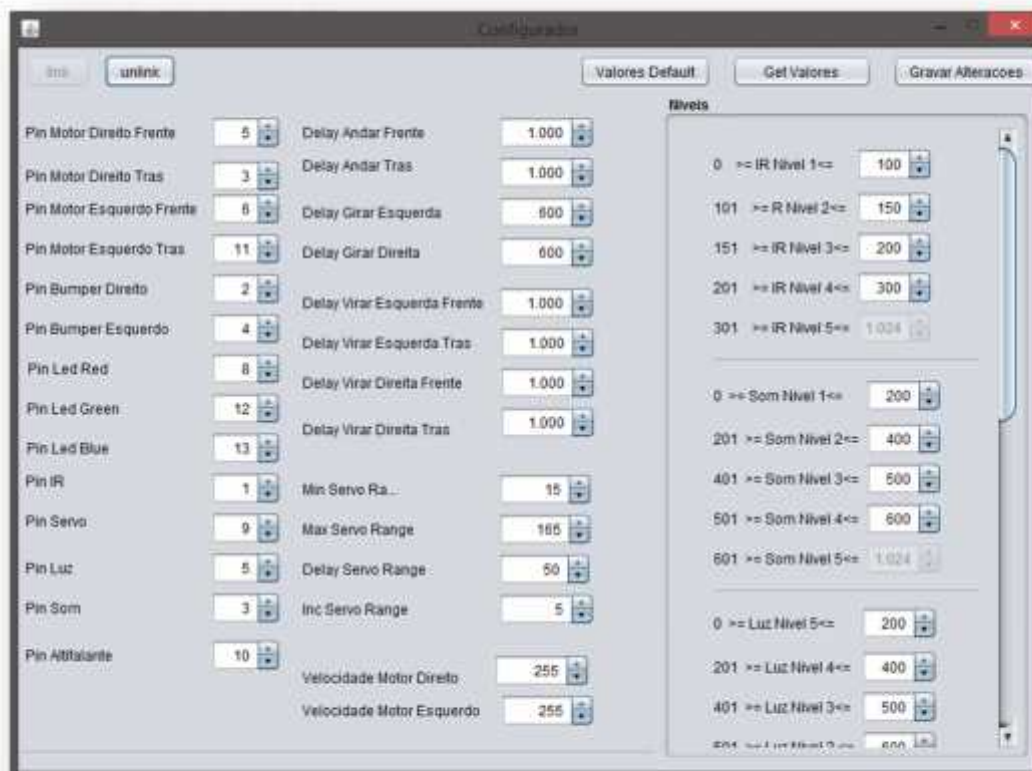 Configurador
link unlink Valores Default Get Valores Gravar Alteracoes
Pin Motor Direito Frente 5
Pin Motor Direito Tras 3
Pin Motor Esquerdo Frente 6
Pin Motor Esquerdo Tras 11
Pin Bumper Direito 2
Pin Bumper Esquerdo 4
Pin Led Red 8
Pin Led Green 12
Pin Led Blue 13
Pin IR 1
Pin Servo 9
Pin Luz 5
Pin Som 3
Pin Altifalante 10
Delay Andar Frente 1.000
Delay Andar Tras 1.000
Delay Girar Esquerda 600
Delay Girar Direita 600
Delay Virar Esquerda Frente 1.000
Delay Virar Esquerda Tras 1.000
Delay Virar Direita Frente 1.000
Delay Virar Direita Tras 1.000
Min Servo Ra... 15
Max Servo Range 165
Delay Servo Range 50
Inc Servo Range 5
Velocidade Motor Direito 255
Velocidade Motor Esquerdo 255
Niveis
0 >= IR Nivel 1<= 100
101 >= R Nivel 2<= 150
151 >= IR Nivel 3<= 200
201 >= IR Nivel 4<= 300
301 >= IR Nivel 5<= 1.024
0 >= Som Nivel 1<= 200
201 >= Som Nivel 2<= 400
401 >= Som Nivel 3<= 500
501 >= Som Nivel 4<= 600
601 >= Som Nivel 5<= 1.024
0 >= Luz Nivel 5<= 200
201 >= Luz Nivel 4<= 400
401 >= Luz Nivel 3<= 500
501 >= Luz Nivel 2<= 600